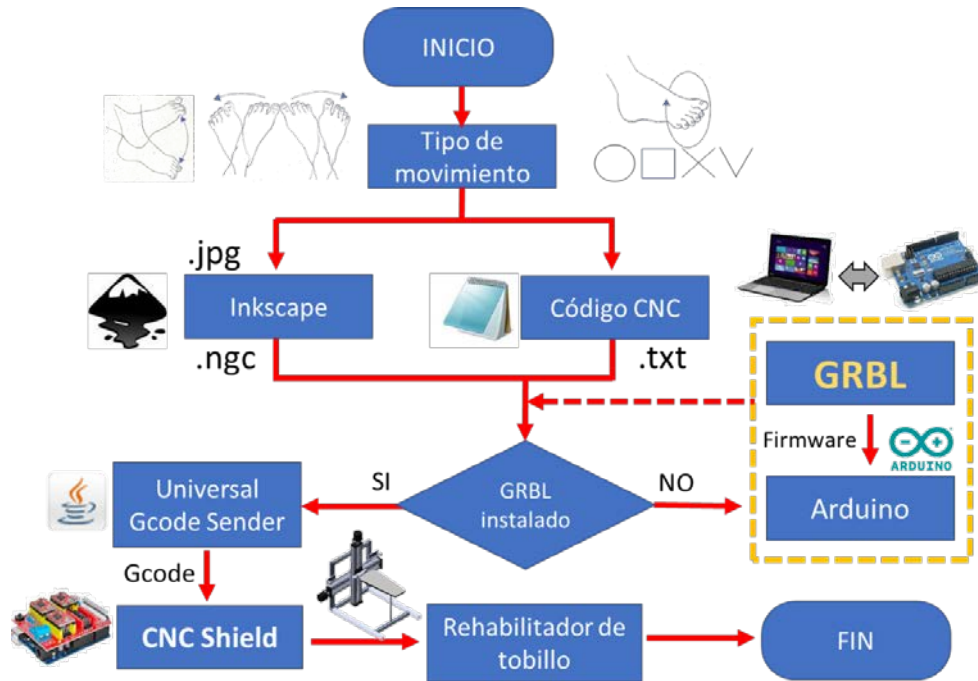 INICIO
Tipo de
movimiento
.jpg
Inkscape
Código CNC
.ngc
.txt
GRBL
Firmware
ARDUINO
Arduino
SI
GRBL
instalado
NO
Universal
Gcode Sender
Gcode
CNC Shield
Rehabilitador de
tobillo
FIN